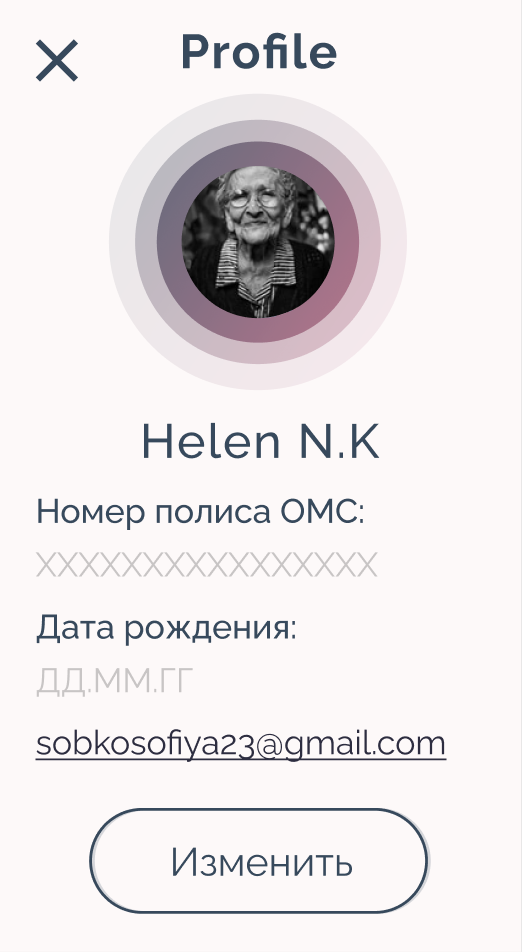 Profile
Helen N.K
Номер полиса ОМС:
XXXXXXXXXXXXXXXX
Дата рождения:
ДД.ММ.ГГ
sobkosofiya23@gmail.com
Изменить